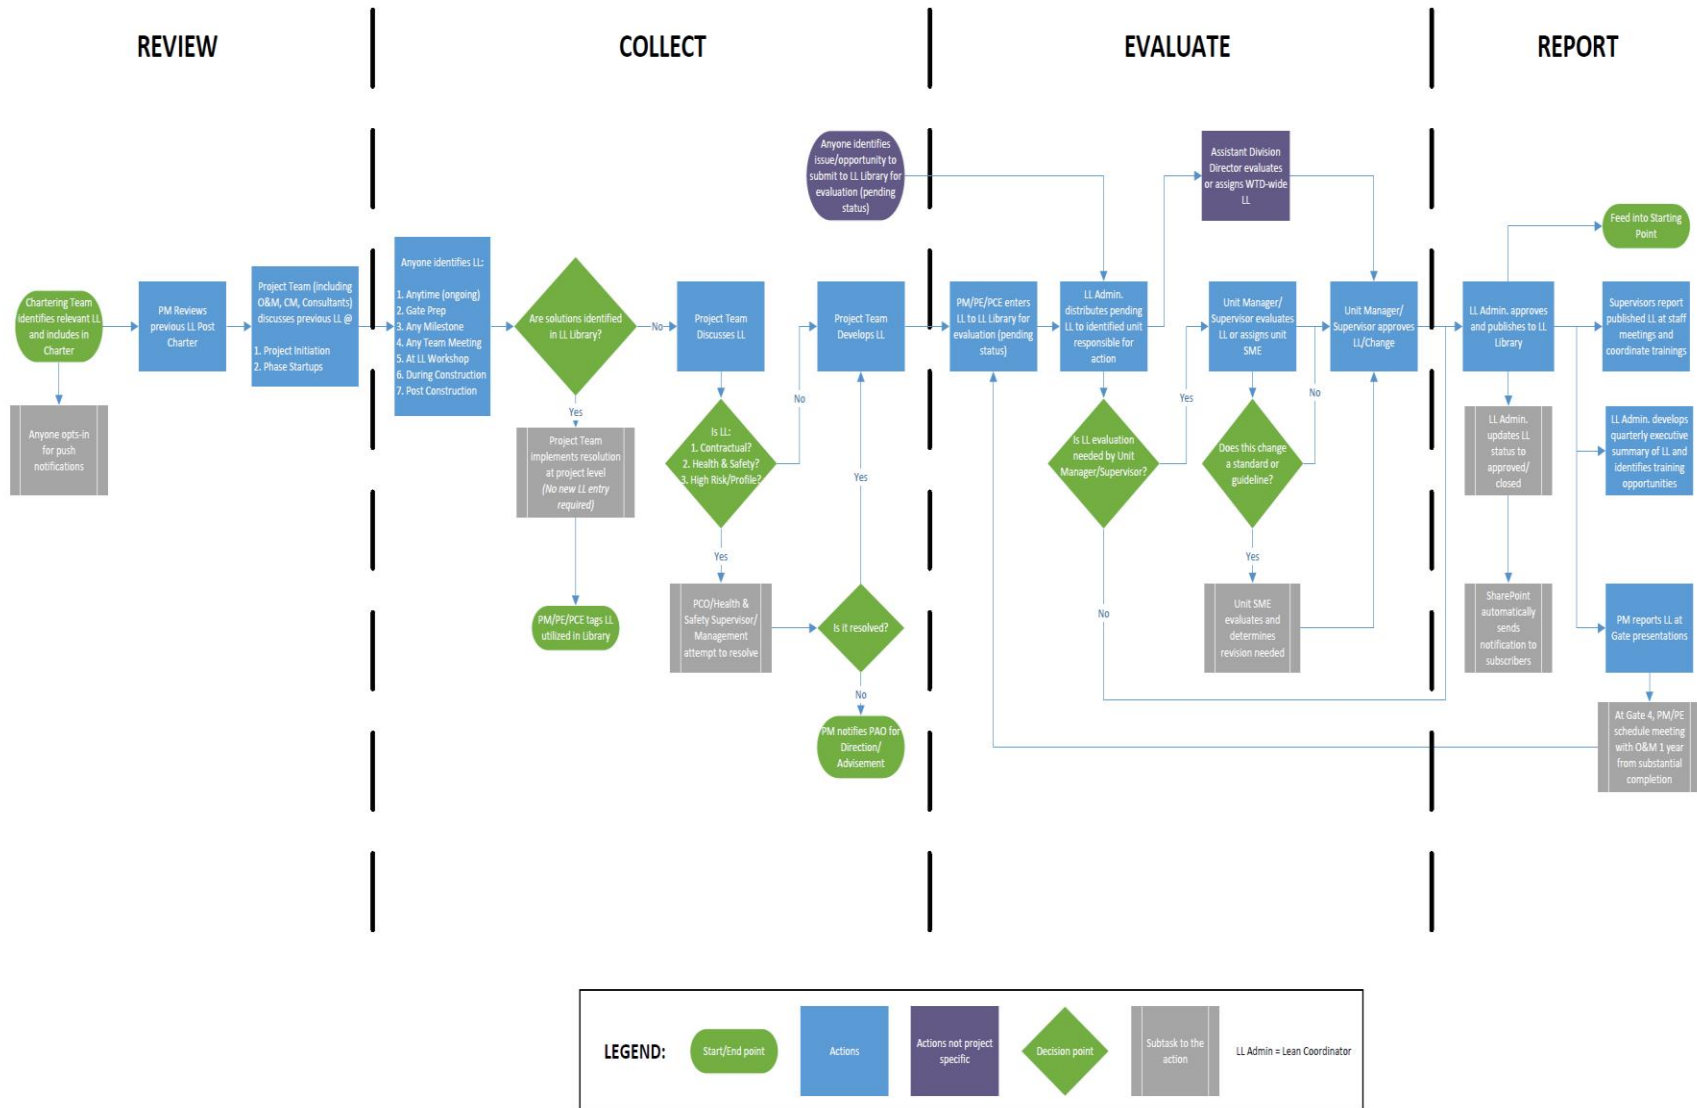 REVIEW
COLLECT
EVALUATE
REPORT
Chartering Team
identifies relevant LL
and includes in
Charter
Anyone opts-in
for push
notifications
PM Reviews
previous LL Post
Charter
Project Team (including
O&M, CM, Consultants)
discusses previous LL @
1. Project Initiation
2. Phase Startups
Anyone identifies LL:
1. Anytime (ongoing)
2. Gate Prep
3. Any Milestone
4. Any Team Meeting
5. At LL Workshop
6. During Construction
7. Post Construction
Are solutions identified
in LL Library?
No
Yes
Project Team
implements resolution
at project level
(No new LL entry
required)
PM/PE/PCE tags LL
utilized in Library
Project Team
Discusses LL
Is LL:
1. Contractual?
2. Health & Safety?
3. High Risk/Profile?
No
Yes
PCO/Health &
Safety Supervisor/
Management
attempt to resolve
Anyone identifies
issue/opportunity to
submit to LL Library for
evaluation (pending
status)
Project Team
Develops LL
Yes
Is it resolved?
No
PM notifies PAO for
Direction/
Advisement
PM/PE/PCE enters
LL to LL Library for
evaluation (pending
status)
LL Admin.
distributes pending
LL to identified unit
responsible for
action
Is LL evaluation
needed by Unit
Manager/Supervisor?
Yes
No
Assistant Division
Director evaluates
or assigns WTD-wide
LL
Unit Manager/
Supervisor evaluates
LL or assigns unit
SME
Does this change
a standard or
guideline?
No
Yes
Unit SME
evaluates and
determines
revision needed
Unit Manager/
Supervisor approves
LL/Change
LL Admin. approves
and publishes to LL
Library
LL Admin.
updates LL
status to
approved/
closed
SharePoint
automatically
sends
notification to
subscribers
Feed into Starting
Point
Supervisors report
published LL at staff
meetings and
coordinate trainings
LL Admin. develops
quarterly executive
summary of LL and
identifies training
opportunities
PM reports LL at
Gate presentations
At Gate 4, PM/PE
schedule meeting
with O&M 1 year
from substantial
completion
LEGEND:
Start/End point
Actions
Actions not project
specific
Decision point
Subtask to the
action
LL Admin = Lean Coordinator